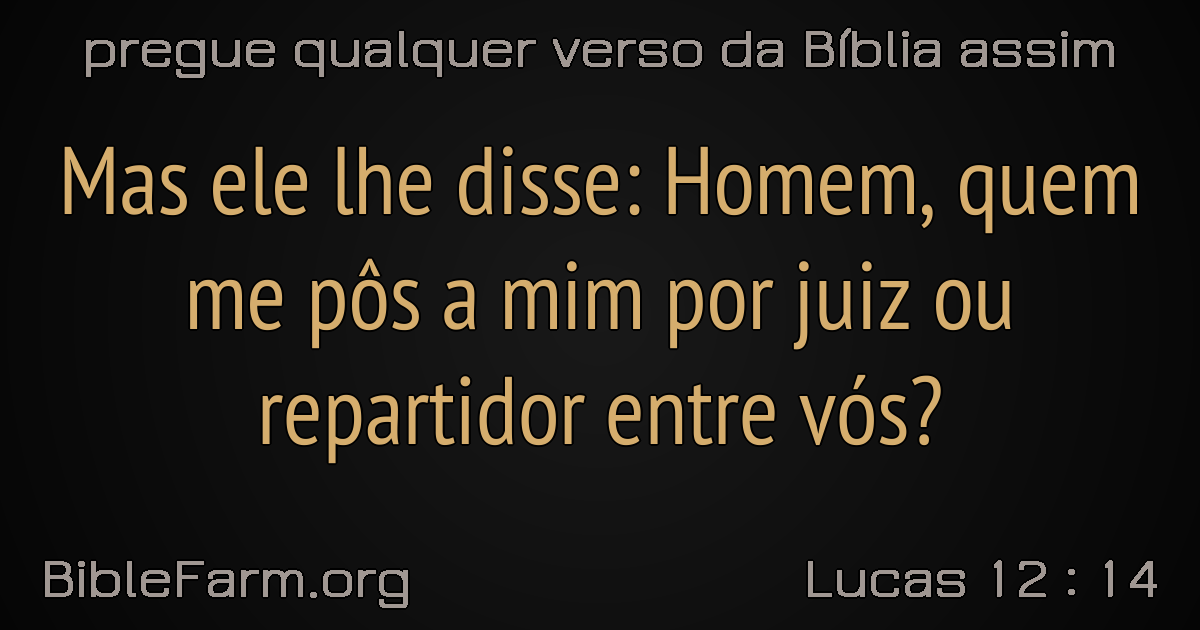 pregue qualquer verso da Bíblia assim
Mas ele lhe disse: Homem, quem
me pôs a mim por juiz ou
repartidor entre vós?
BibleFarm.org
Lucas 12 : 14